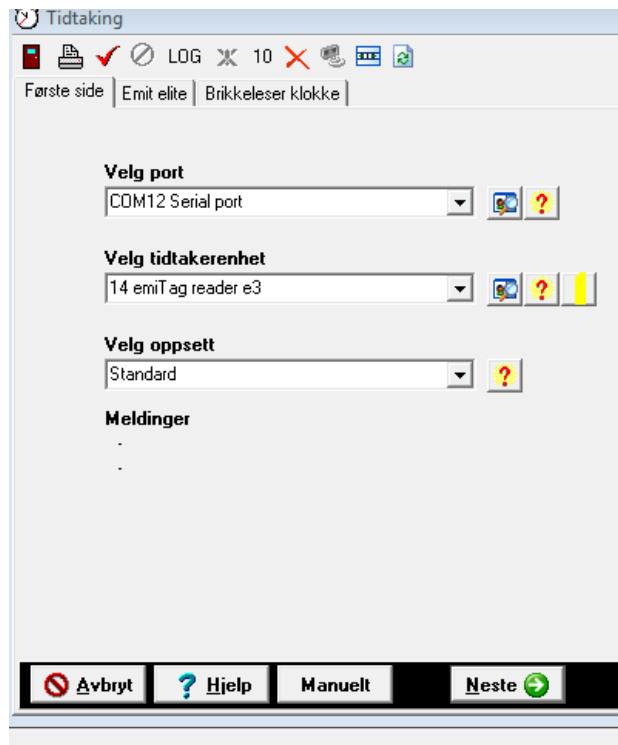 Tidtaking
LOG 10
Første side Emit elite Brikkeleser klokke
Velg port
COM12 Serial port
Velg tidtakerenhet
14 emiTag reader e3
Velg oppsett
Standard
Meldinger
-
-
Avbryt Hjelp Manuelt Neste